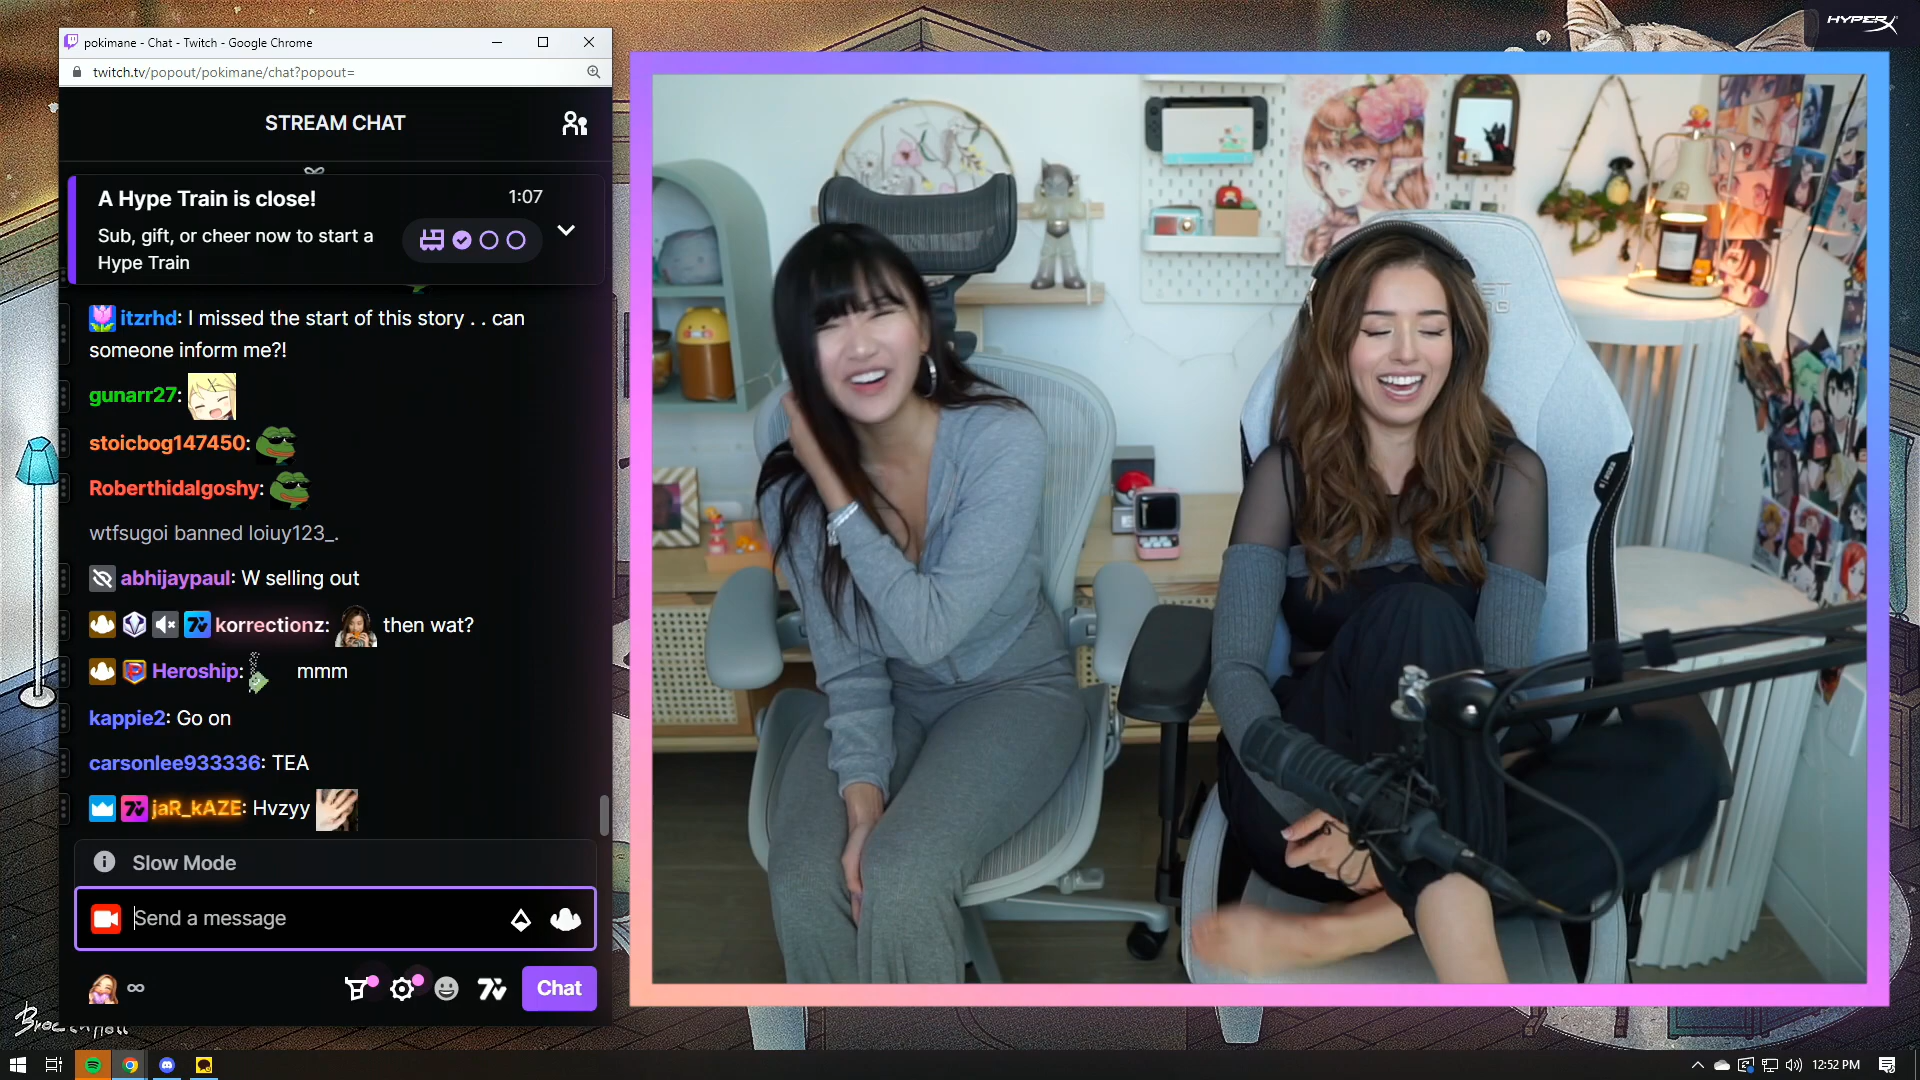 HYPERX
pokimane - Chat - Twitch - Google Chrome
twitch.tv/popout/pokimane/chat?popout=
STREAM CHAT
A Hype Train is close!
1:07
Sub, gift, or cheer now to start a
Hype Train
itzrhd: I missed the start of this story . . can
someone inform me?!
gunarr27:
stoicbog147450:
Roberthidalgoshy:
wtfsugoi banned loiuy123_.
abhijaypaul: W selling out
korrectionz: then wat?
Heroship: mmm
kappie2: Go on
carsonlee933336: TEA
jaR_kAZE: Hvzyy
Slow Mode
Send a message
∞
Chat
12:52 PM